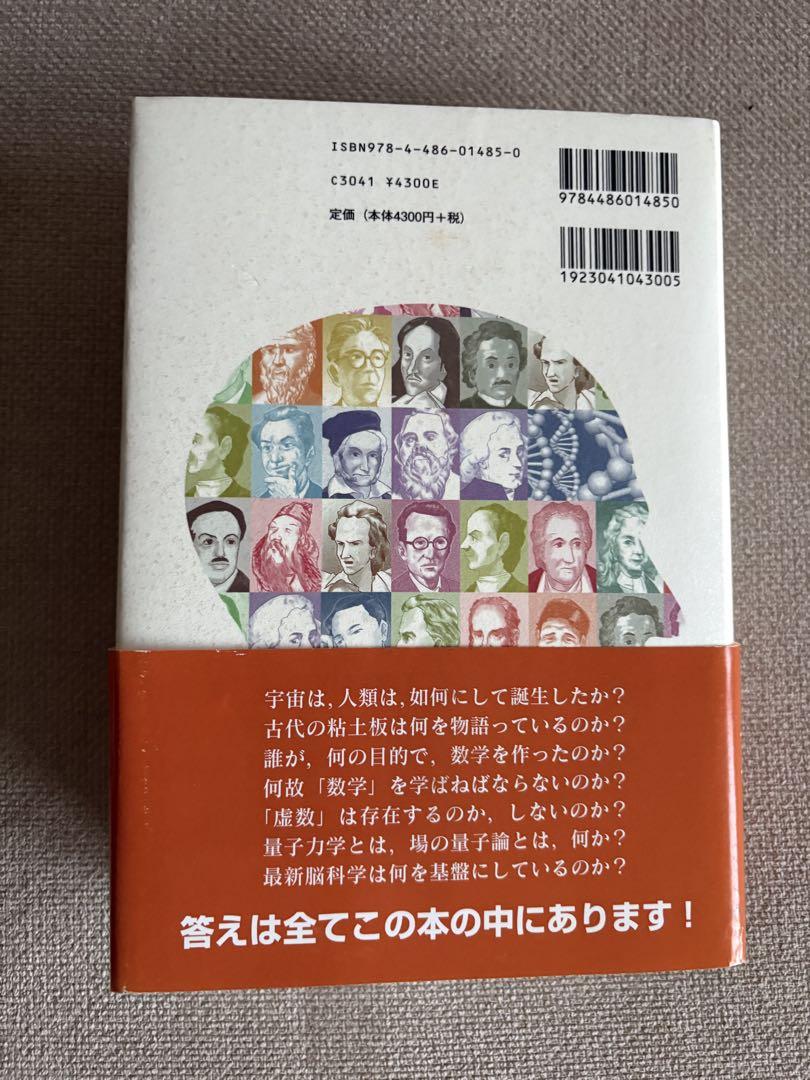 ISBN978-4-486-01485-0
C3041 ¥4300E
定価（本体4300円＋税）
9784486014850
1923041043005
宇宙は，人類は，如何にして誕生したか？
古代の粘土板は何を物語っているのか？
誰が，何の目的で，数学を作ったのか？
何故「数学」を学ばねばならないのか？
「虚数」は存在するのか，しないのか？
量子力学とは，場の量子論とは，何か？
最新脳科学は何を基盤にしているのか？
答えは全てこの本の中にあります！